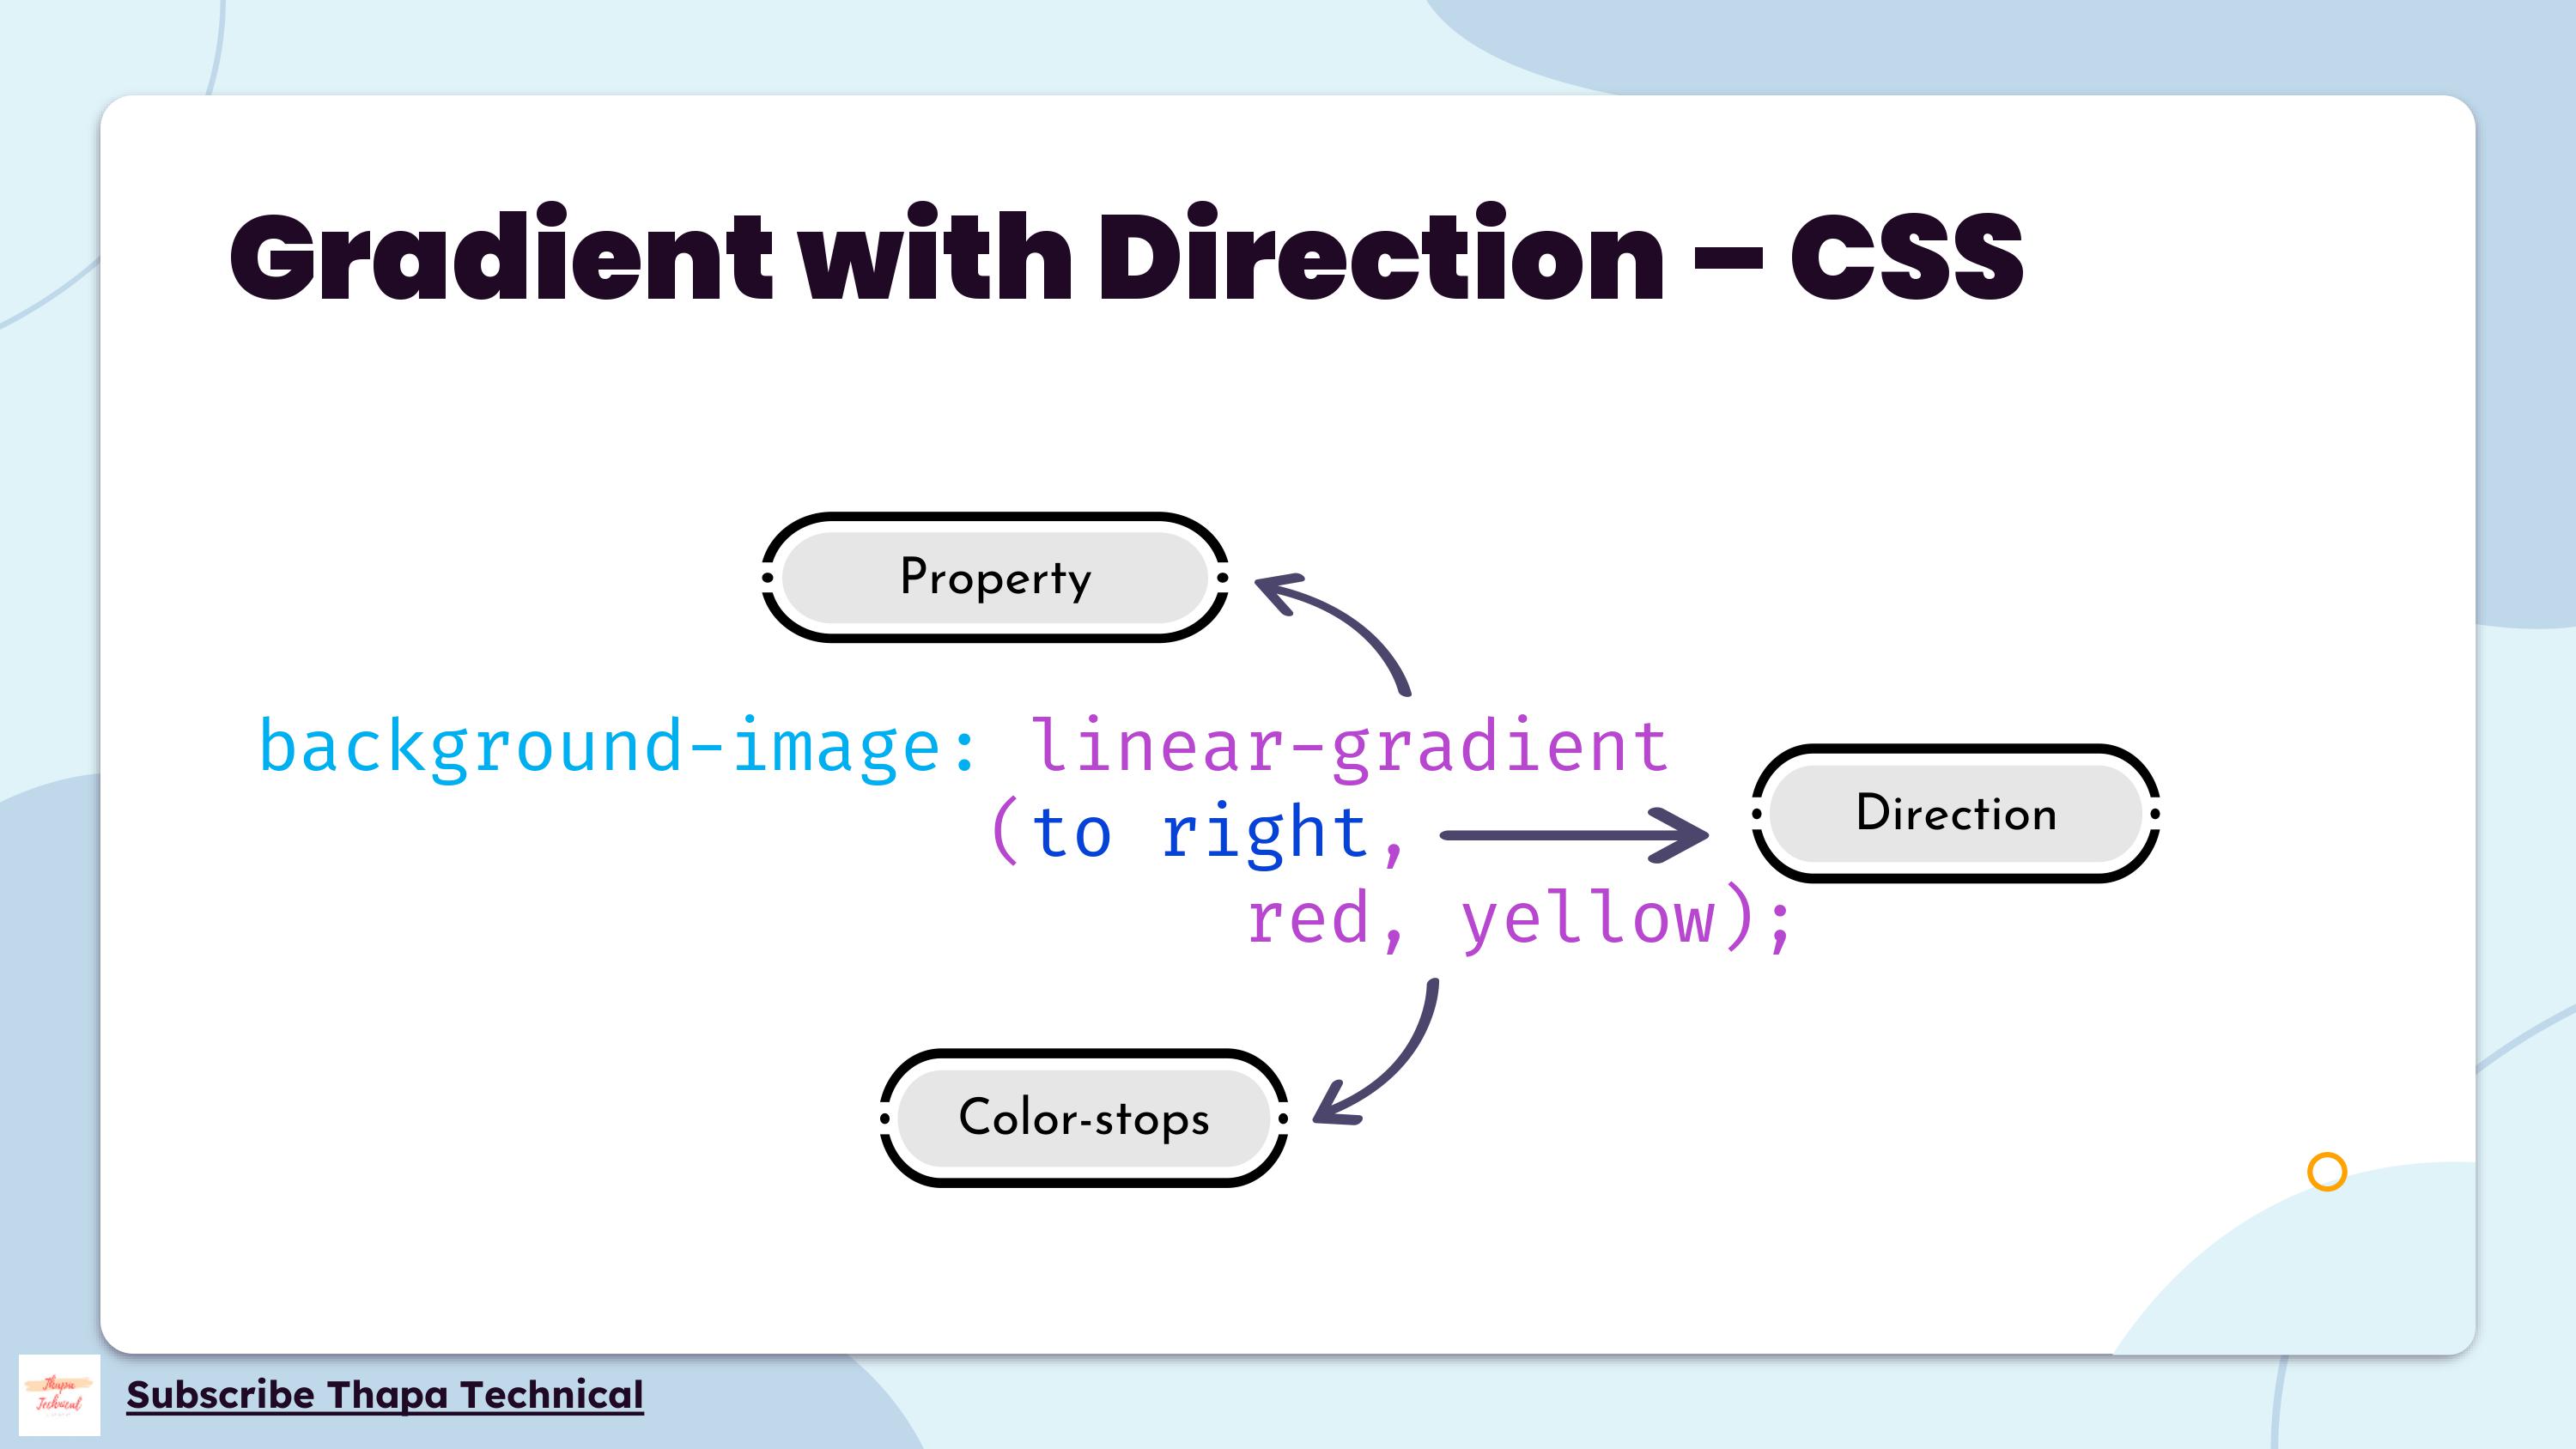 Gradient with Direction – CSS
Property
background-image: linear-gradient
(to right,
Direction
red, yellow);
Color-stops
Thapa
Technical
Subscribe Thapa Technical